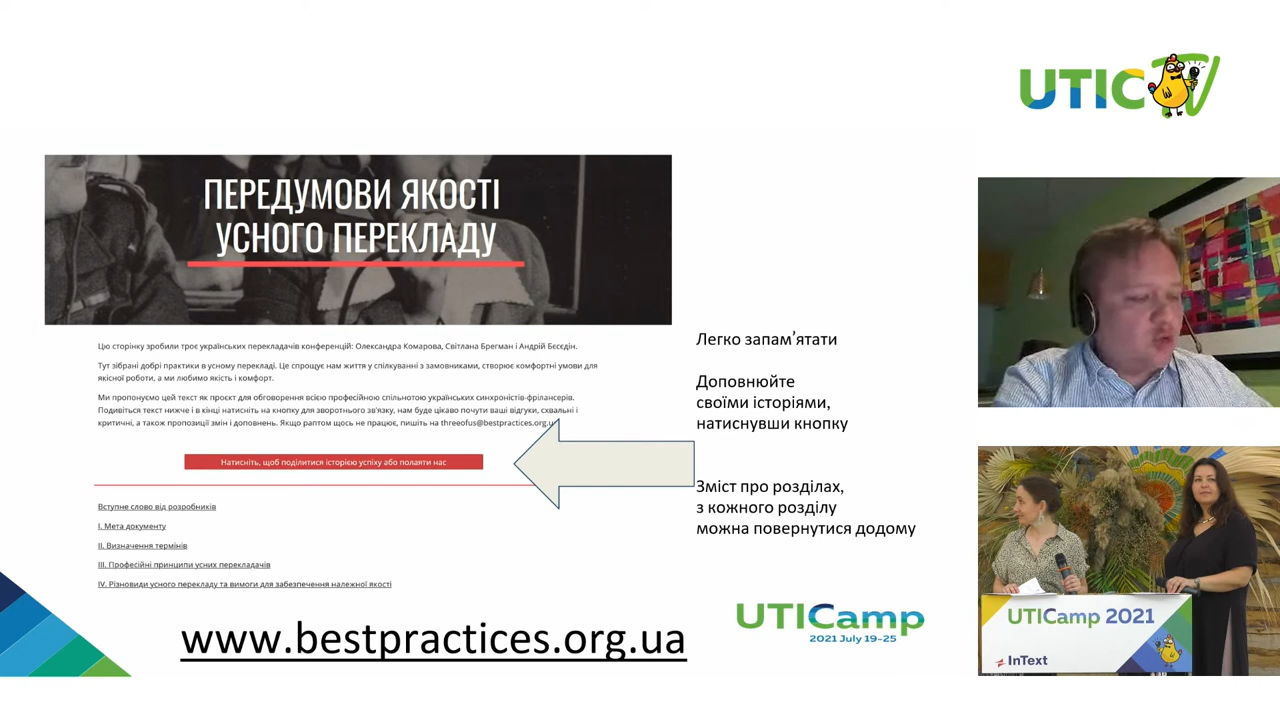 UTIC TV
ПЕРЕДУМОВИ ЯКОСТІ
УСНОГО ПЕРЕКЛАДУ
Цю сторінку зробили троє українських перекладачів конференцій: Олександра Комарова, Світлана Брегман і Андрій Бєсєдін.
Тут зібрані добрі практики в усному перекладі. Це спрощує нам життя у спілкуванні з замовниками, створює комфортні умови для
якісної роботи, а ми любимо якість і комфорт.
Ми пропонуємо цей текст як проєкт для обговорення всією професійною спільнотою українських синхроністів-фрілансерів.
Подивіться текст нижче і в кінці натисніть на кнопку для зворотнього зв'язку, нам буде цікаво почути ваші відгуки, схвальні і
критичні, а також пропозиції змін і доповнень. Якщо раптом щось не працює, пишіть на threeofus@bestpractices.org.u
Натисніть, щоб поділитися історією успіху або полаяти нас
Вступне слово від розробників
I. Мета документу
II. Визначення термінів
III. Професійні принципи усних перекладачів
IV. Різновиди усного перекладу та вимоги для забезпечення належної якості
Легко запам’ятати
Доповнюйте
своїми історіями,
натиснувши кнопку
Зміст про розділах,
з кожного розділу
можна повернутися додому
www.bestpractices.org.ua
UTICamp
2021 July 19-25
UTICamp 2021
InText